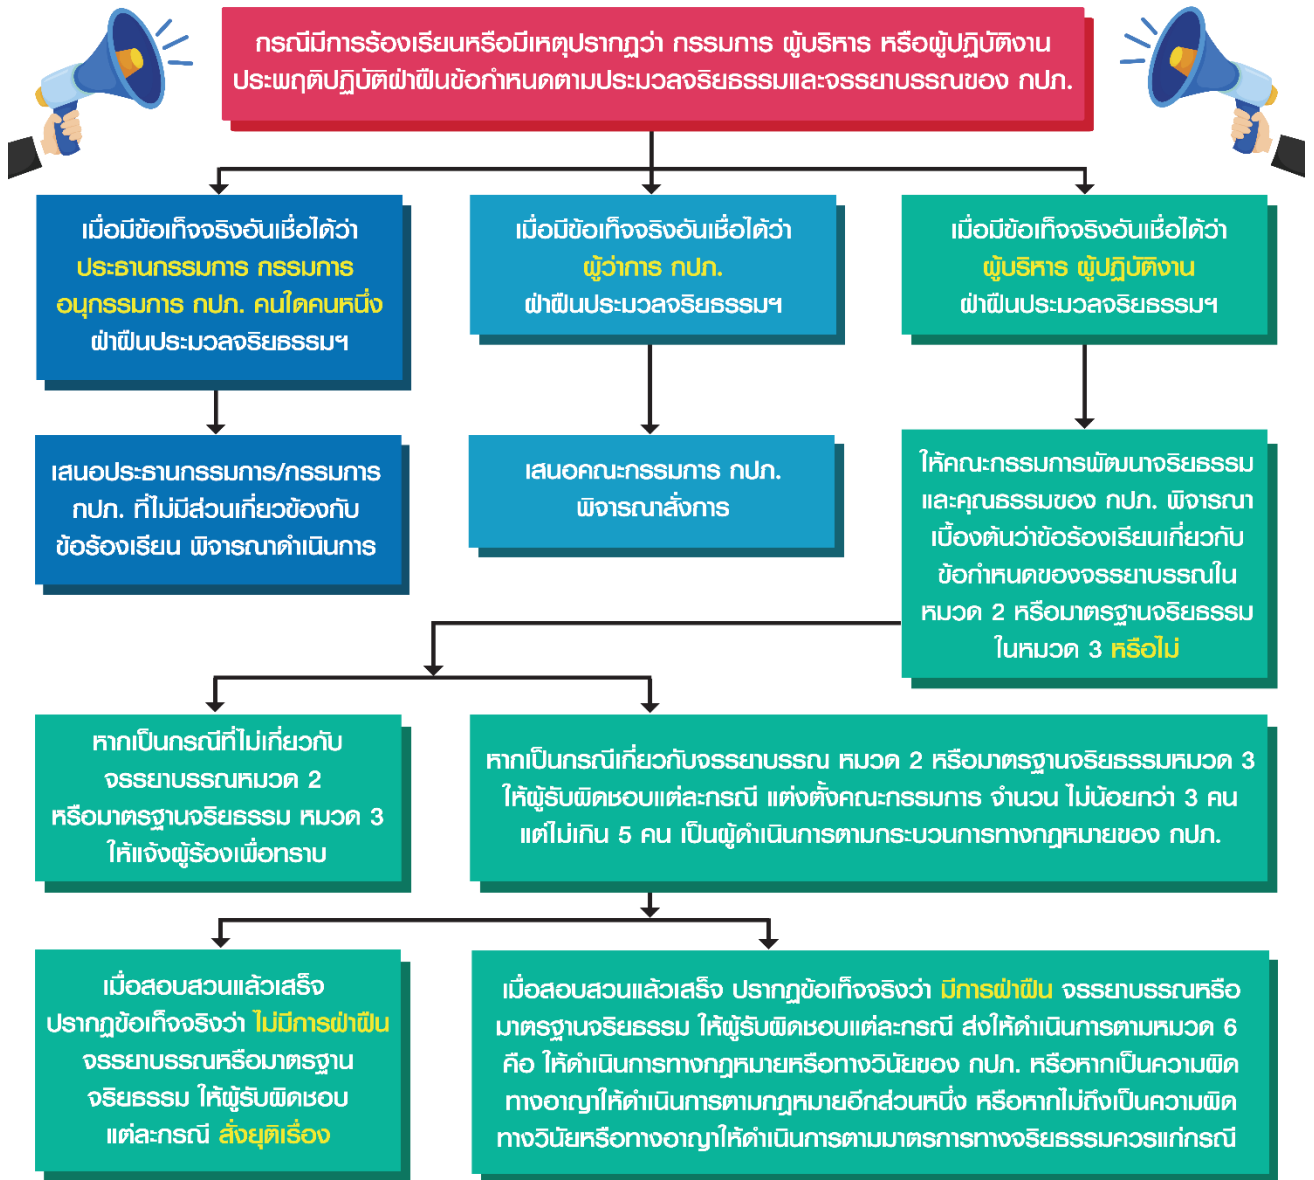 กรณีมีการร้องเรียนหรือมีเหตุปรากฏว่า กรรมการ ผู้บริหาร หรือผู้ปฏิบัติงาน
ประพฤติปฏิบัติฝ่าฝืนข้อกำหนดตามประมวลจริยธรรมและจรรยาบรรณของ กปภ.
เมื่อมีข้อเท็จจริงอันเชื่อได้ว่า
ประธานกรรมการ กรรมการ
อนุกรรมการ กปภ. คนใดคนหนึ่ง
ฝ่าฝืนประมวลจริยธรรมฯ
เมื่อมีข้อเท็จจริงอันเชื่อได้ว่า
ผู้ว่าการ กปภ.
ฝ่าฝืนประมวลจริยธรรมฯ
เมื่อมีข้อเท็จจริงอันเชื่อได้ว่า
ผู้บริหาร ผู้ปฏิบัติงาน
ฝ่าฝืนประมวลจริยธรรมฯ
เสนอประธานกรรมการ/กรรมการ
กปภ. ที่ไม่มีส่วนเกี่ยวข้องกับ
ข้อร้องเรียน พิจารณาดำเนินการ
เสนอคณะกรรมการ กปภ.
พิจารณาสั่งการ
ให้คณะกรรมการพัฒนาจริยธรรม
และคุณธรรมของ กปภ. พิจารณา
เบื้องต้นว่าข้อร้องเรียนเกี่ยวกับ
ข้อกำหนดของจรรยาบรรณใน
หมวด 2 หรือมาตรฐานจริยธรรม
ในหมวด 3 หรือไม่
หากเป็นกรณีที่ไม่เกี่ยวกับ
จรรยาบรรณหมวด 2
หรือมาตรฐานจริยธรรม หมวด 3
ให้แจ้งผู้ร้องเพื่อทราบ
หากเป็นกรณีเกี่ยวกับจรรยาบรรณ หมวด 2 หรือมาตรฐานจริยธรรมหมวด 3
ให้ผู้รับผิดชอบแต่ละกรณี แต่งตั้งคณะกรรมการ จำนวน ไม่น้อยกว่า 3 คน
แต่ไม่เกิน 5 คน เป็นผู้ดำเนินการตามกระบวนการทางกฎหมายของ กปภ.
เมื่อสอบสวนแล้วเสร็จ
ปรากฏข้อเท็จจริงว่า ไม่มีการฝ่าฝืน
จรรยาบรรณหรือมาตรฐาน
จริยธรรม ให้ผู้รับผิดชอบ
แต่ละกรณี สั่งยุติเรื่อง
เมื่อสอบสวนแล้วเสร็จ ปรากฏข้อเท็จจริงว่า มีการฝ่าฝืน จรรยาบรรณหรือ
มาตรฐานจริยธรรม ให้ผู้รับผิดชอบแต่ละกรณี ส่งให้ดำเนินการตามหมวด 6
คือ ให้ดำเนินการทางกฎหมายหรือทางวินัยของ กปภ. หรือหากเป็นความผิด
ทางอาญาให้ดำเนินการตามกฎหมายอีกส่วนหนึ่ง หรือหากไม่ถึงเป็นความผิด
ทางวินัยหรือทางอาญาให้ดำเนินการตามมาตรการทางจริยธรรมควรแก่กรณี